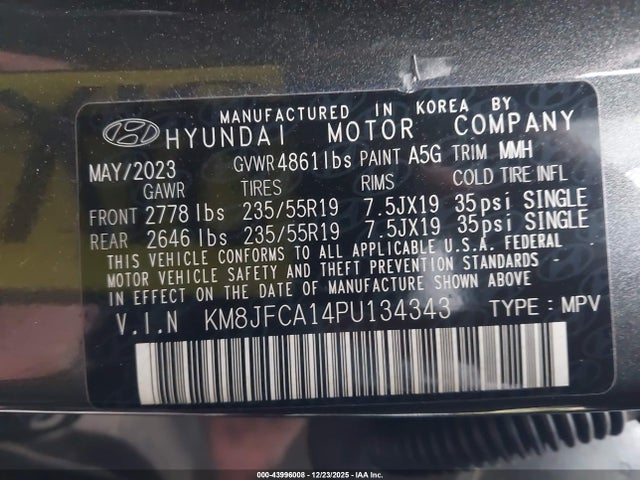 MANUFACTURED IN KOREA BY
HYUNDAI MOTOR COMPANY
MAY/2023 GVWR 4861 lbs PAINT A5G TRIM MMH
GAWR TIRES RIMS COLD TIRE INFL
FRONT 2778 lbs 235/55R19 7.5JX19 35psi SINGLE
REAR 2646 lbs 235/55R19 7.5JX19 35psi SINGLE
THIS VEHICLE CONFORMS TO ALL APPLICABLE U.S.A. FEDERAL
MOTOR VEHICLE SAFETY AND THEFT PREVENTION STANDARDS
IN EFFECT ON THE DATE OF MANUFACTURE SHOWN ABOVE.
V.I.N KM8JFCA14PU134343 TYPE: MPV
00-43996008 - 12/23/2025 - IAA Inc.